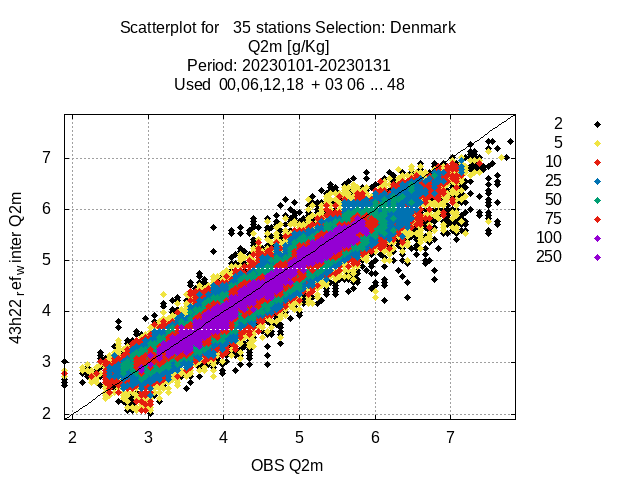 Scatterplot for   35 stations Selection: Denmark
Q2m [g/Kg]
Period: 20230101-20230131
Used  00,06,12,18  + 03 06 ... 48
2
5
10
25
50
75
100
250
7
6
5
4
3
2
43h22_ref_winter Q2m
2 3 4 5 6 7
OBS Q2m